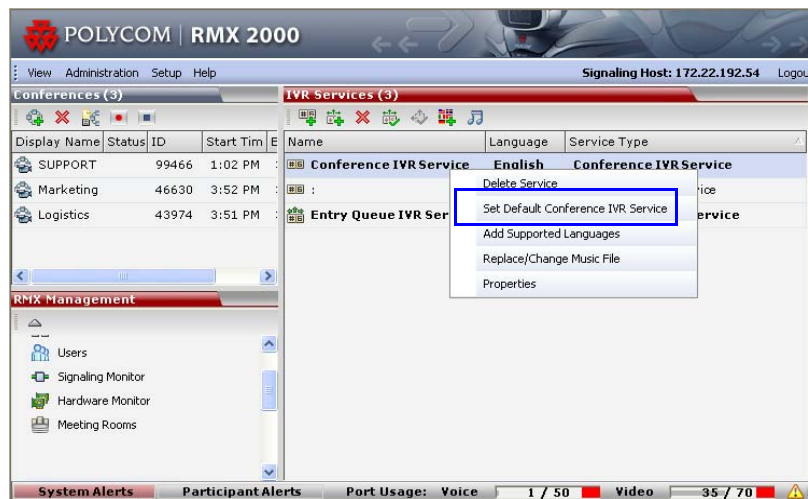 POLYCOM | RMX 2000
View Administration Setup Help Signaling Host: 172.22.192.54 Logou
Conferences (3)
IVR Services (3)
Display Name Status ID Start Tim E
SUPPORT 99466 1:02 PM
Marketing 46630 3:52 PM
Logistics 43974 3:51 PM
Name Language Service Type
Conference IVR Service English Conference IVR Service
: ice
Entry Queue IVR Ser ervice
Delete Service
Set Default Conference IVR Service
Add Supported Languages
Replace/Change Music File
Properties
RMX Management
Users
Signaling Monitor
Hardware Monitor
Meeting Rooms
System Alerts Participant Alerts Port Usage: Voice 1 / 50 Video 35 / 70